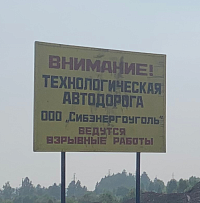 ВНИМАНИЕ!
ТЕХНОЛОГИЧЕСКАЯ
АВТОДОРОГА
ООО „Сибэнергоуголь"
ВЕДУТСЯ
ВЗРЫВНЫЕ РАБОТЫ